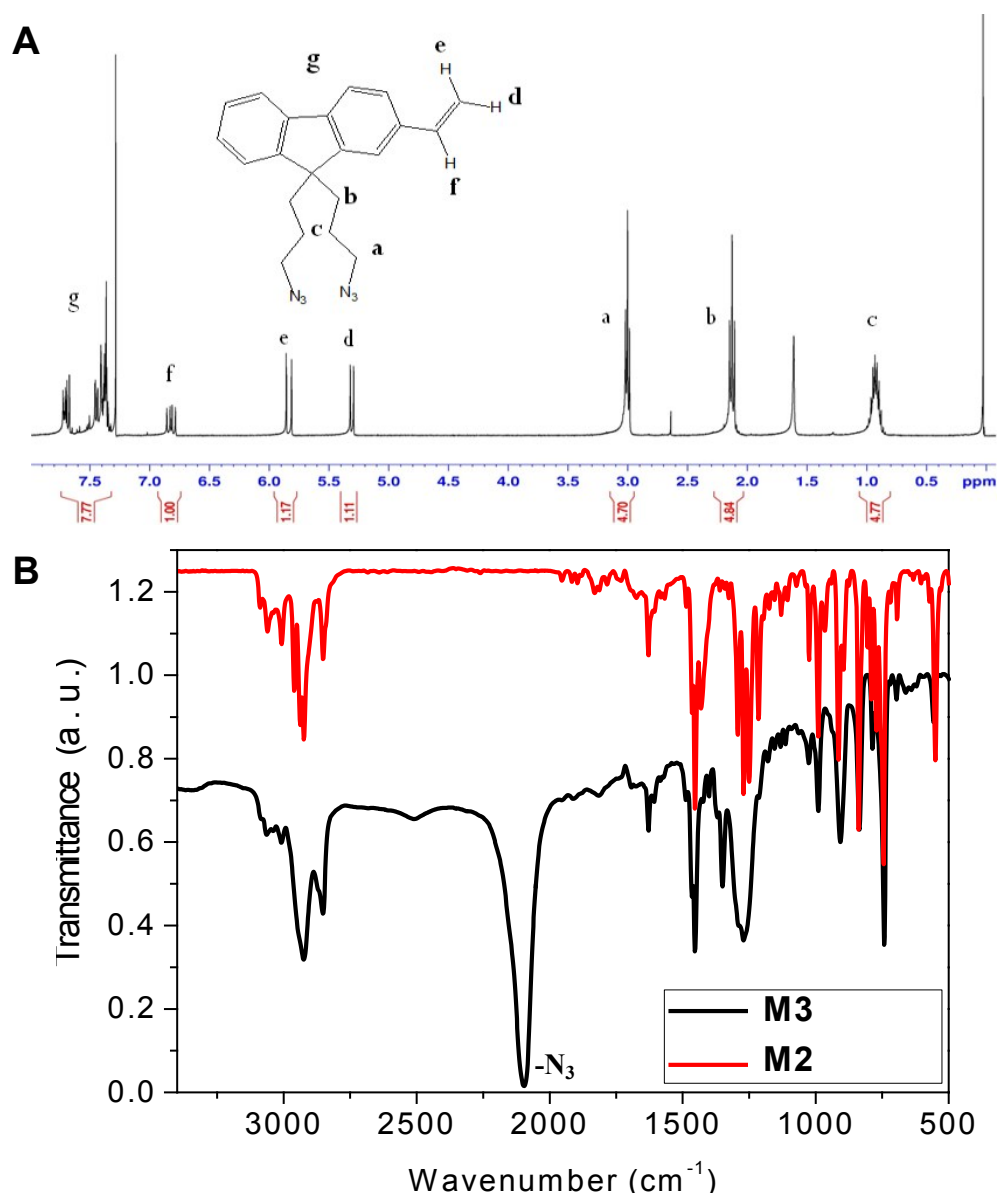 A
e
g
H
H
d
H
f
b
c
a
N3
N3
g
f
e
d
a
b
c
7.5
7.0
6.5
6.0
5.5
5.0
4.5
4.0
3.5
3.0
2.5
2.0
1.5
1.0
0.5
ppm
7.77
1.00
1.17
1.11
4.70
4.84
4.77
B
1.2
1.0
0.8
0.6
0.4
0.2
0.0
Transmittance (a. u.)
-N3
M3
M2
3000
2500
2000
1500
1000
500
Wavenumber (cm-1)